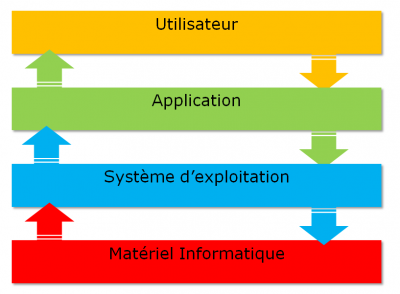 Utilisateur
Application
Système d'exploitation
Matériel Informatique